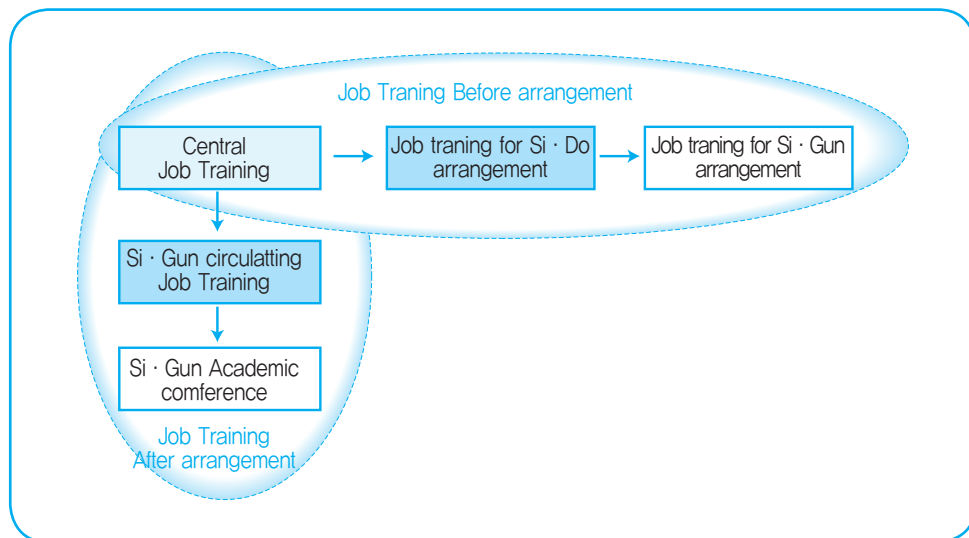 Job Traning Before arrangement
Central
Job Training
Job traning for Si · Do
arrangement
Job traning for Si · Gun
arrangement
Si · Gun circulatting
Job Training
Si · Gun Academic
comference
Job Training
After arrangement